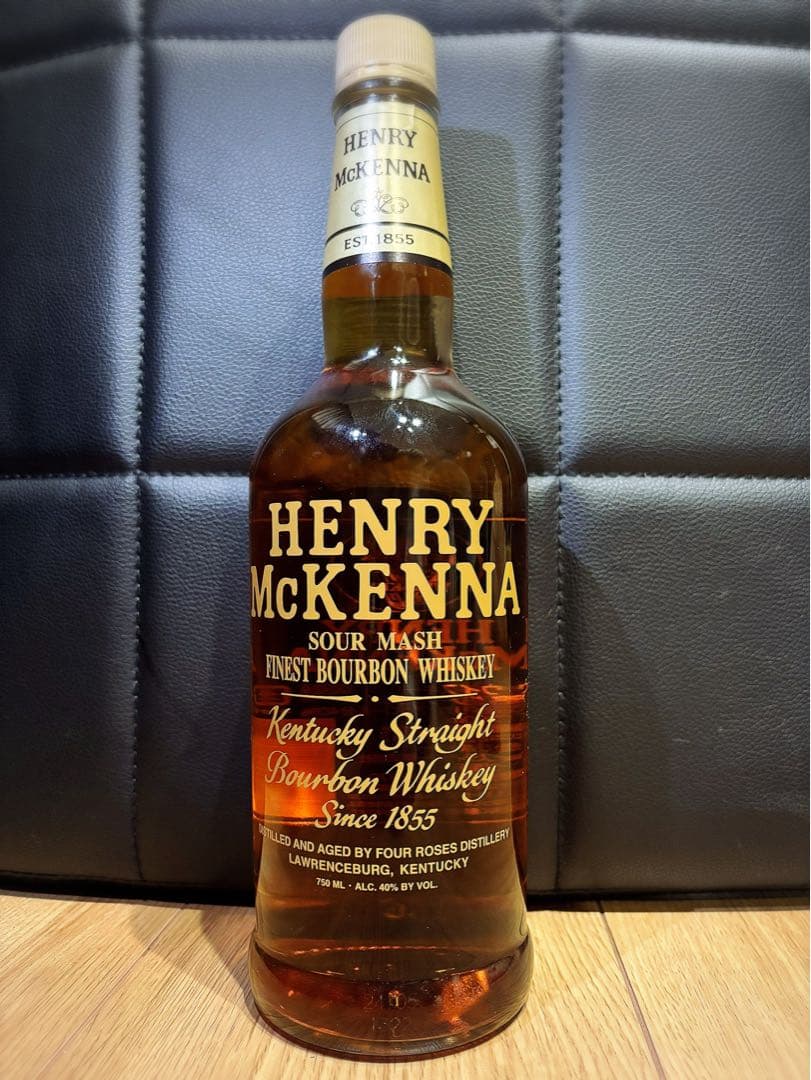 HENRY
McKENNA
EST.1855
HENRY
McKENNA
SOUR MASH
FINEST BOURBON WHISKEY
Kentucky Straight
Bourbon Whiskey
Since 1855
DISTILLED AND AGED BY FOUR ROSES DISTILLERY
LAWRENCEBURG, KENTUCKY
750 ML · ALC. 40% BY VOL.